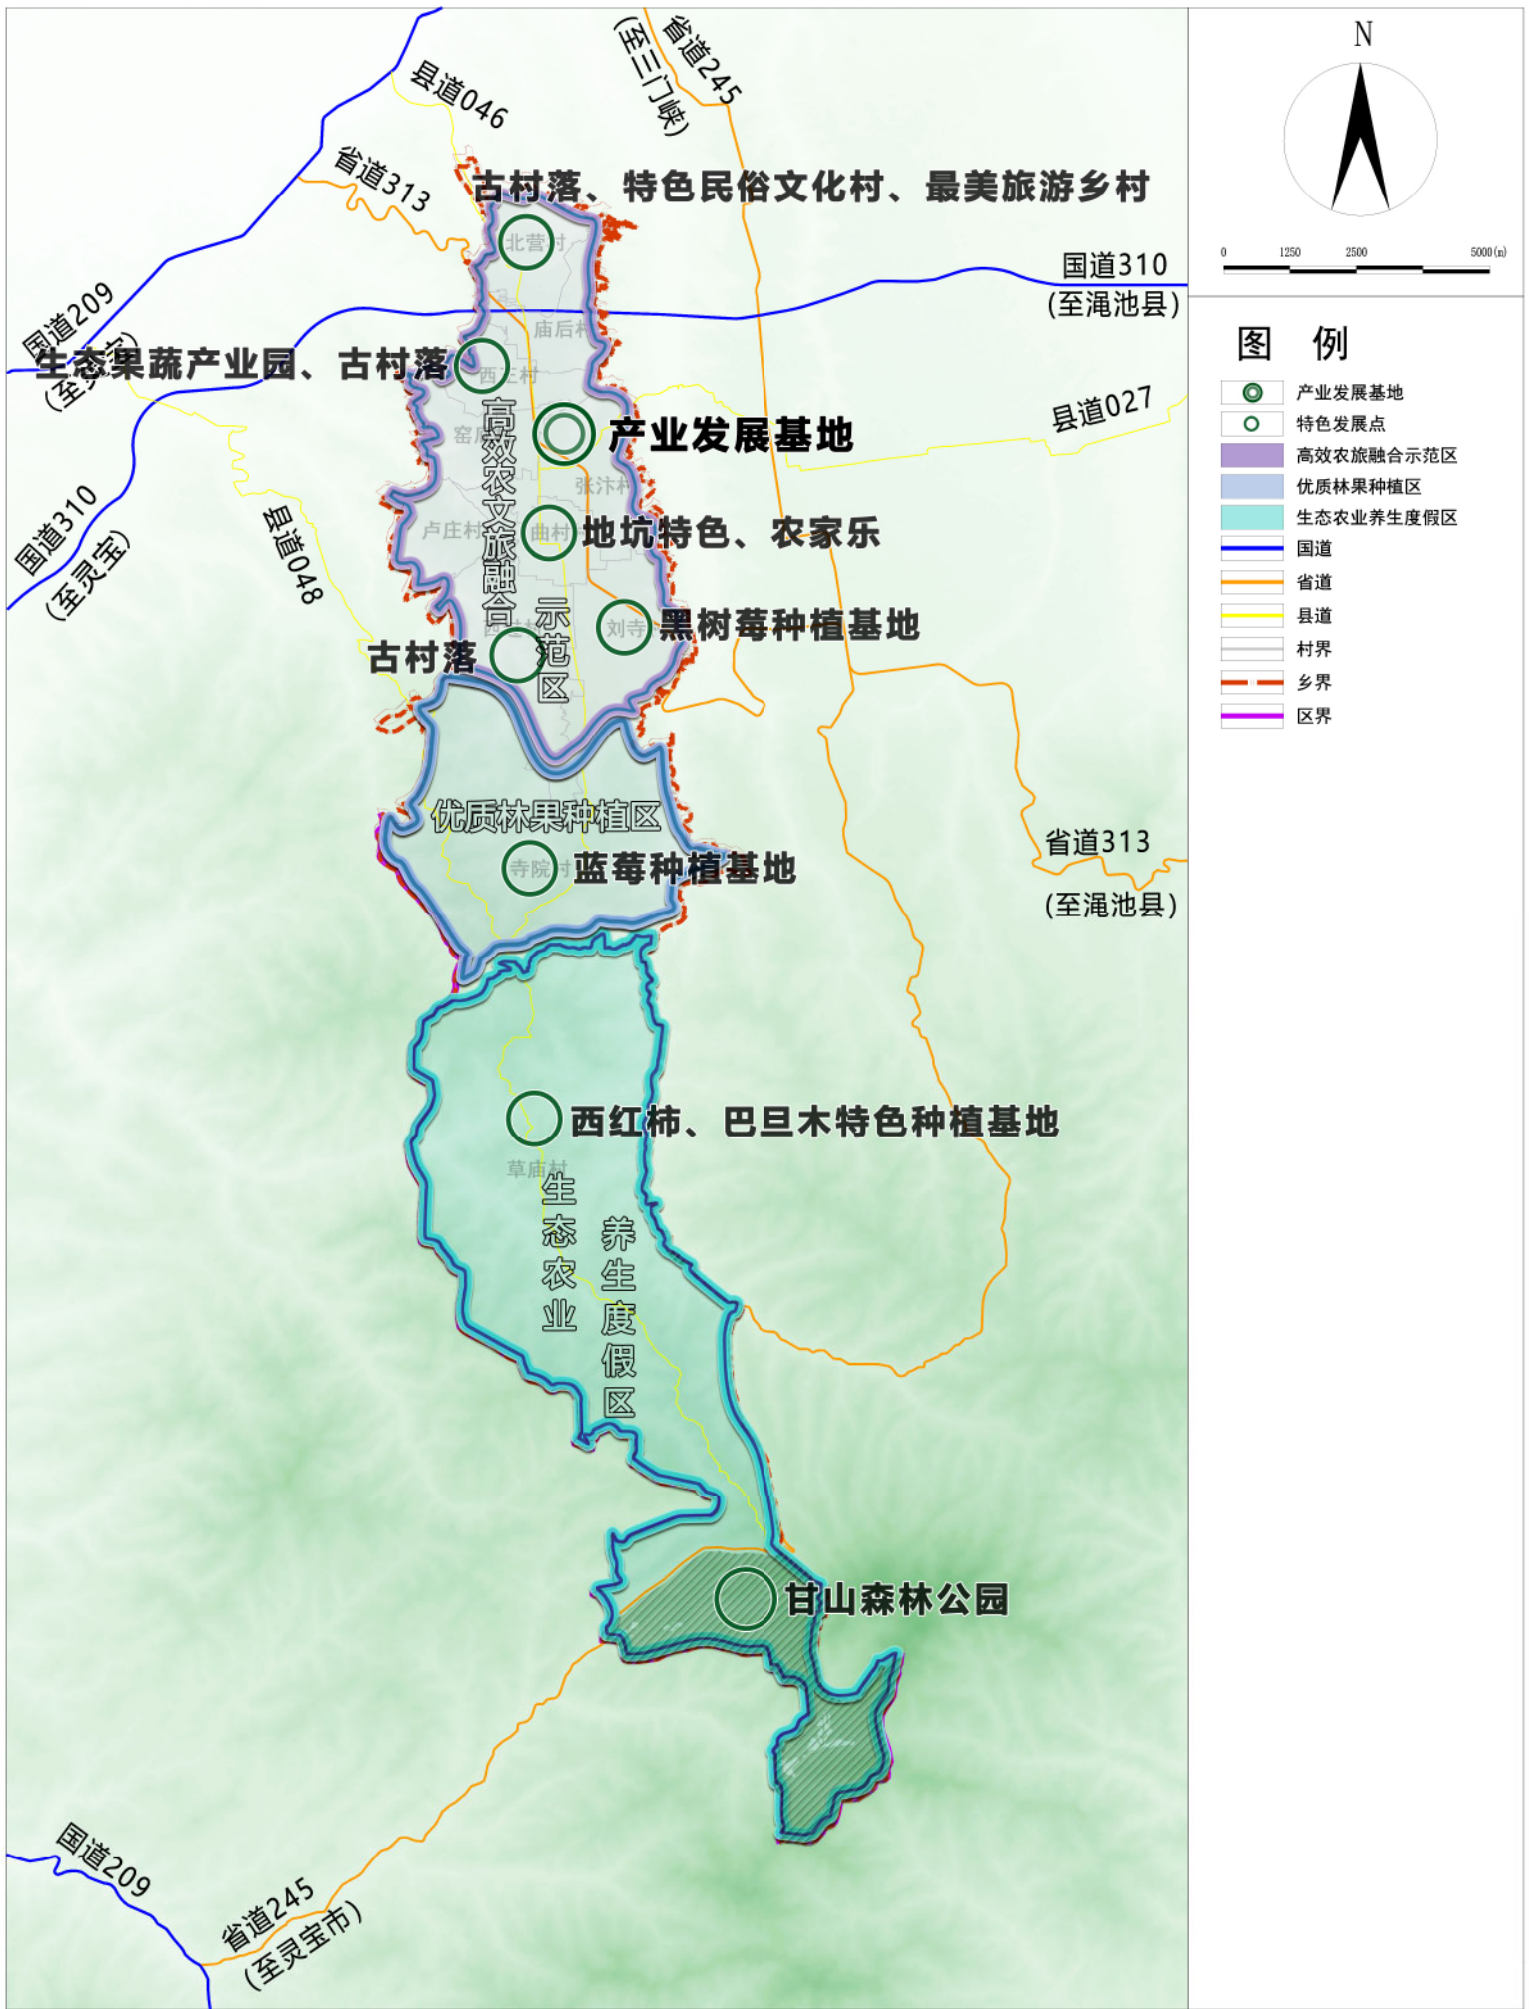 省道245
(至三门峡)
县道046
省道313
古村落、特色民俗文化村、最美旅游乡村
北营村
国道310
(至渑池县)
国道209
(至灵宝)
庙后村
生态果蔬产业园、古村落
西王村
高效农文旅融合
示范区
产业发展基地
县道027
张汴村
国道310
(至灵宝)
县道048
卢庄村
曲村
地坑特色、农家乐
刘寺
黑树莓种植基地
古村落
优质林果种植区
寺院村
蓝莓种植基地
省道313
(至渑池县)
西红柿、巴旦木特色种植基地
草庙村
生态农业
养生度假区
甘山森林公园
国道209
省道245
(至灵宝市)
N
0 1250 2500 5000(m)
图 例
产业发展基地
特色发展点
高效农旅融合示范区
优质林果种植区
生态农业养生度假区
国道
省道
县道
村界
乡界
区界